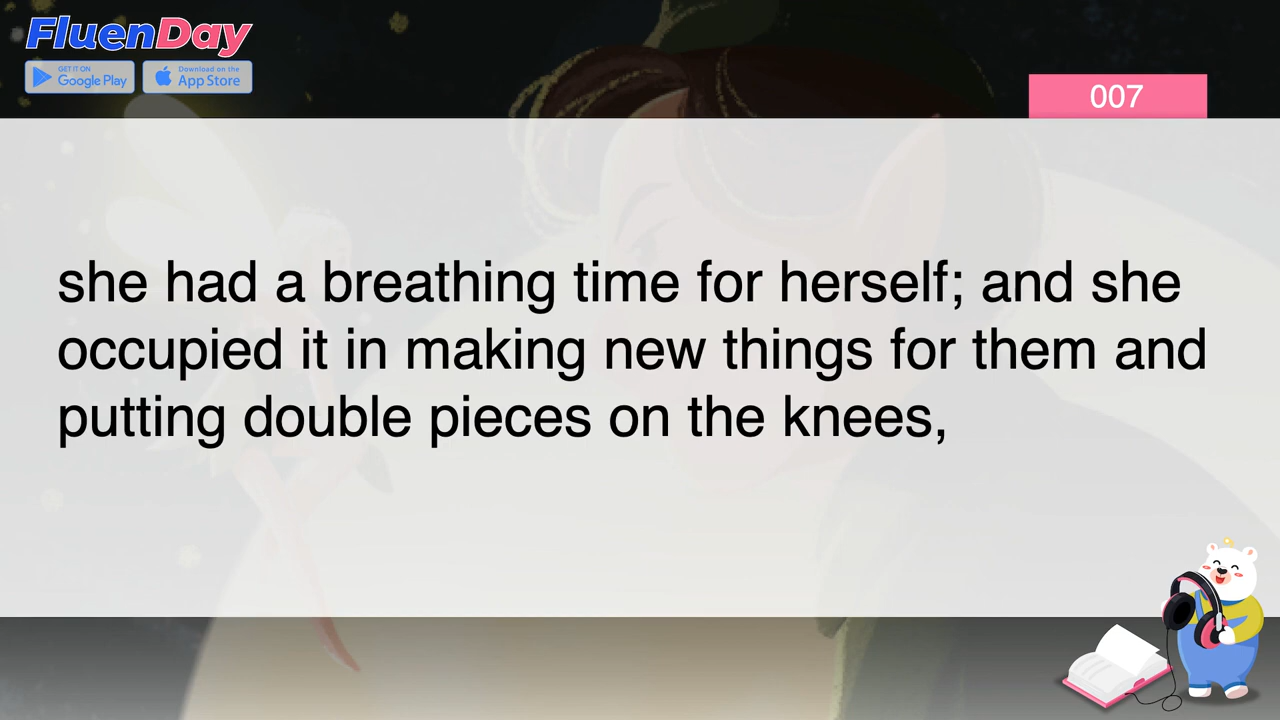 FluenDay
GET IT ON
Google Play
Download on the
App Store
007
she had a breathing time for herself; and she
occupied it in making new things for them and
putting double pieces on the knees,